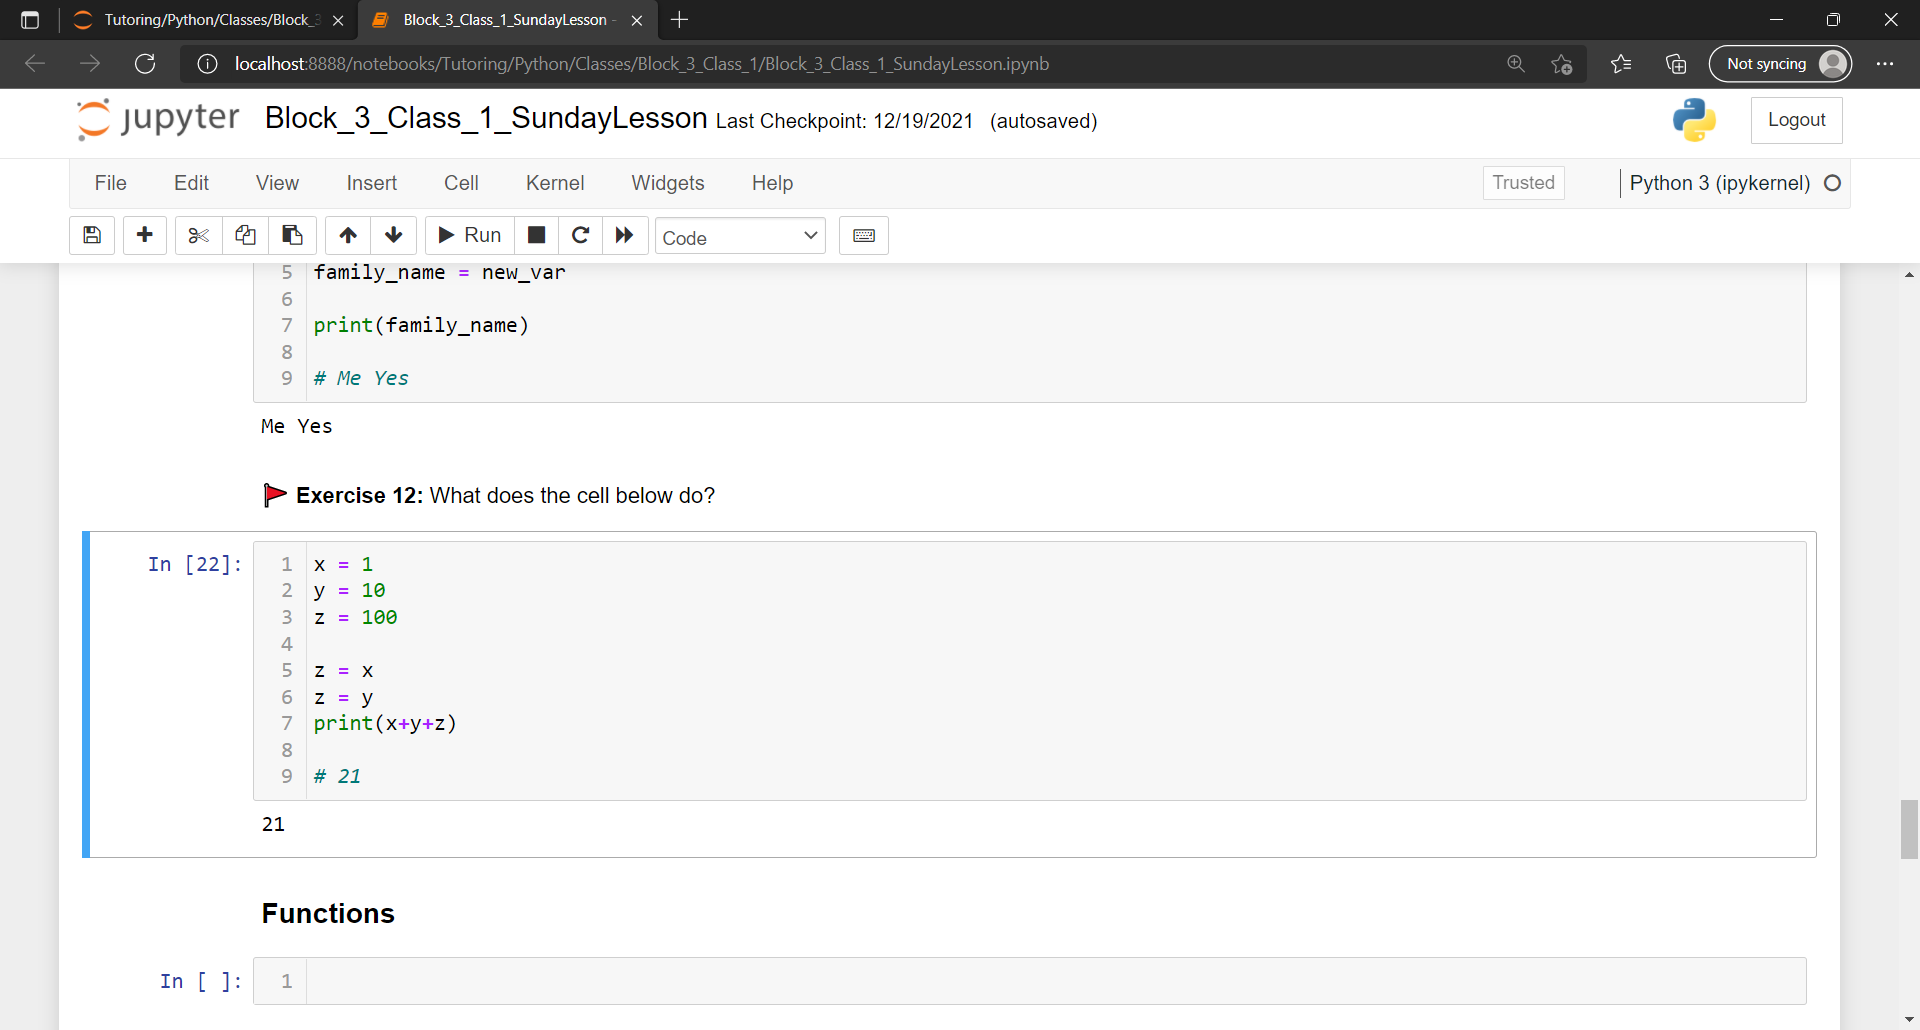 Tutoring/Python/Classes/Block_3
Block_3_Class_1_SundayLesson -
localhost:8888/notebooks/Tutoring/Python/Classes/Block_3_Class_1/Block_3_Class_1_SundayLesson.ipynb
Not syncing
jupyter Block_3_Class_1_SundayLesson Last Checkpoint: 12/19/2021 (autosaved)
Logout
File Edit View Insert Cell Kernel Widgets Help
Trusted
Python 3 (ipykernel)
Run
Code
5 family_name = new_var
6
7 print(family_name)
8
9 # Me Yes
Me Yes
Exercise 12: What does the cell below do?
In [22]:
1 x = 1
2 y = 10
3 z = 100
4
5 z = x
6 z = y
7 print(x+y+z)
8
9 # 21
21
Functions
In [ ]:
1